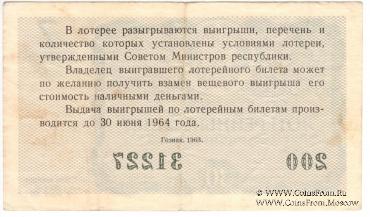 В лотерее разыгрываются выигрыши, перечень и
количество которых установлены условиями лотереи,
утвержденными Советом Министров республики.
Владелец выигравшего лотерейного билета может
по желанию получить взамен вещевого выигрыша его
стоимость наличными деньгами.
Выдача выигрышей по лотерейным билетам произ-
водится до 30 июня 1964 года.
Гознак. 1963.
200 31227
© CoinsFrom.Ru
CoinsFrom.Moscow